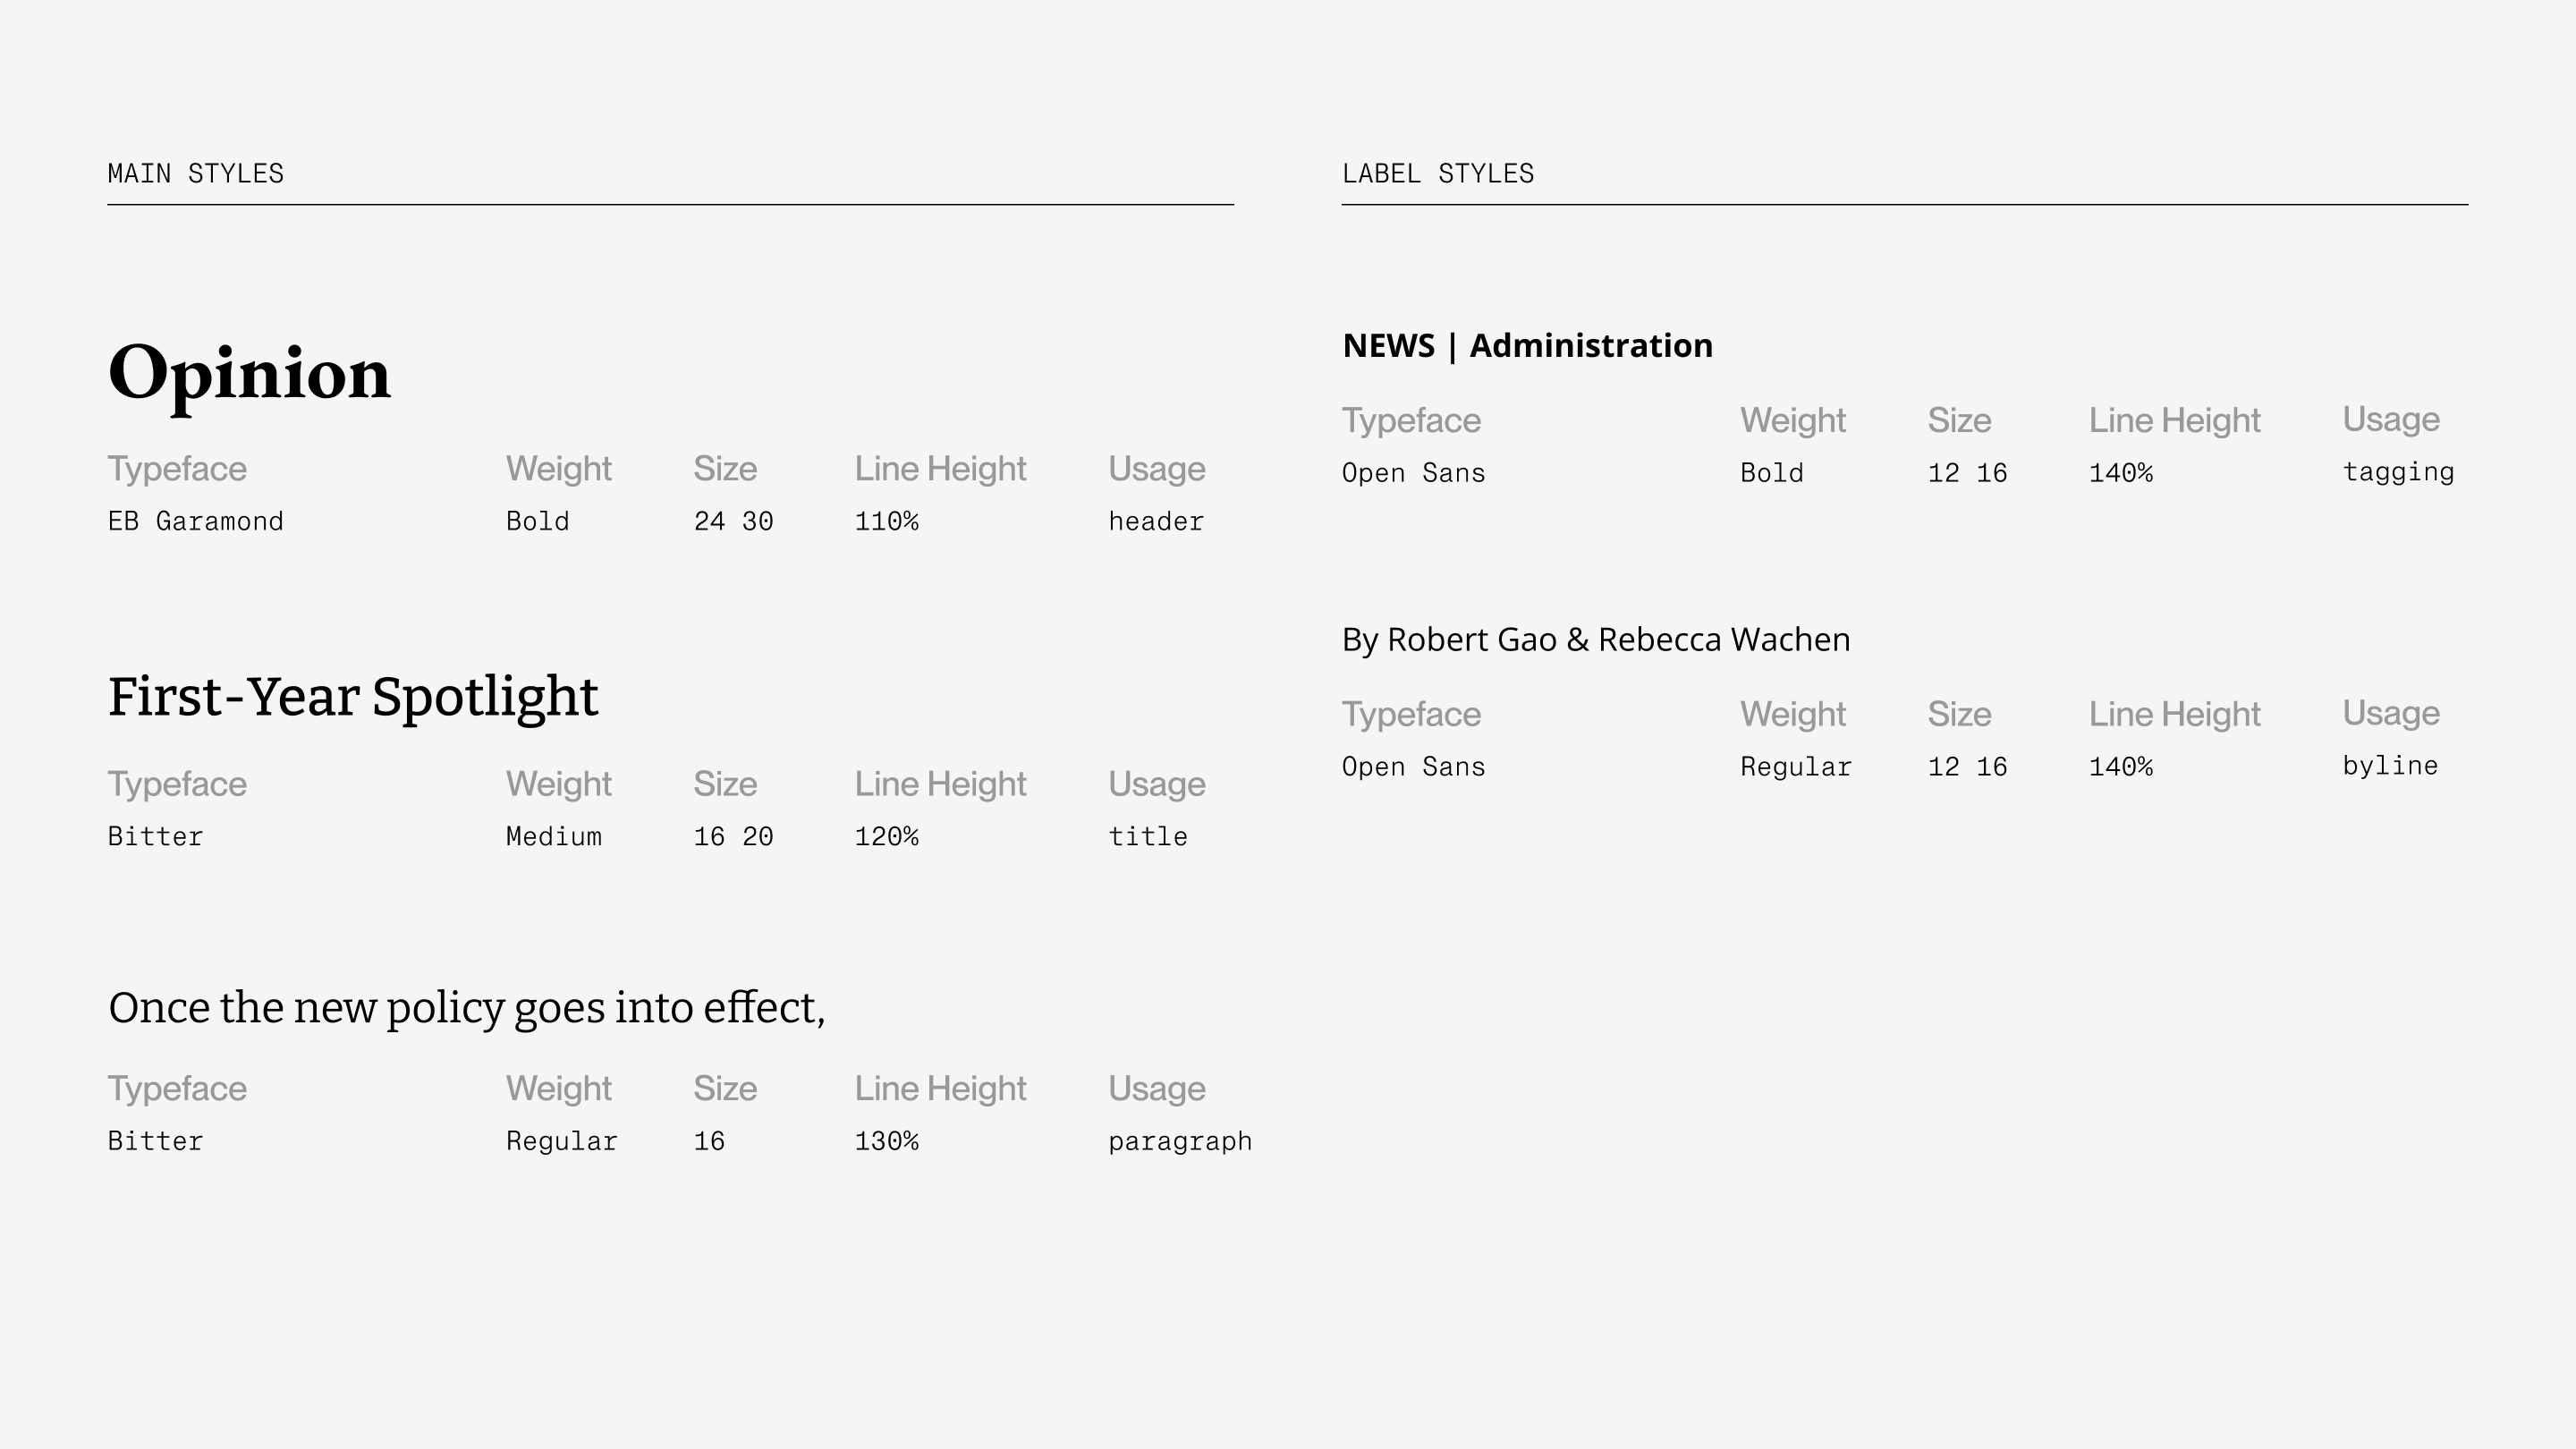 MAIN STYLES
Opinion
Typeface Weight Size Line Height Usage
EB Garamond Bold 24 30 110% header
First-Year Spotlight
Typeface Weight Size Line Height Usage
Bitter Medium 16 20 120% title
Once the new policy goes into effect,
Typeface Weight Size Line Height Usage
Bitter Regular 16 130% paragraph
LABEL STYLES
NEWS | Administration
Typeface Weight Size Line Height Usage
Open Sans Bold 12 16 140% tagging
By Robert Gao & Rebecca Wachen
Typeface Weight Size Line Height Usage
Open Sans Regular 12 16 140% byline